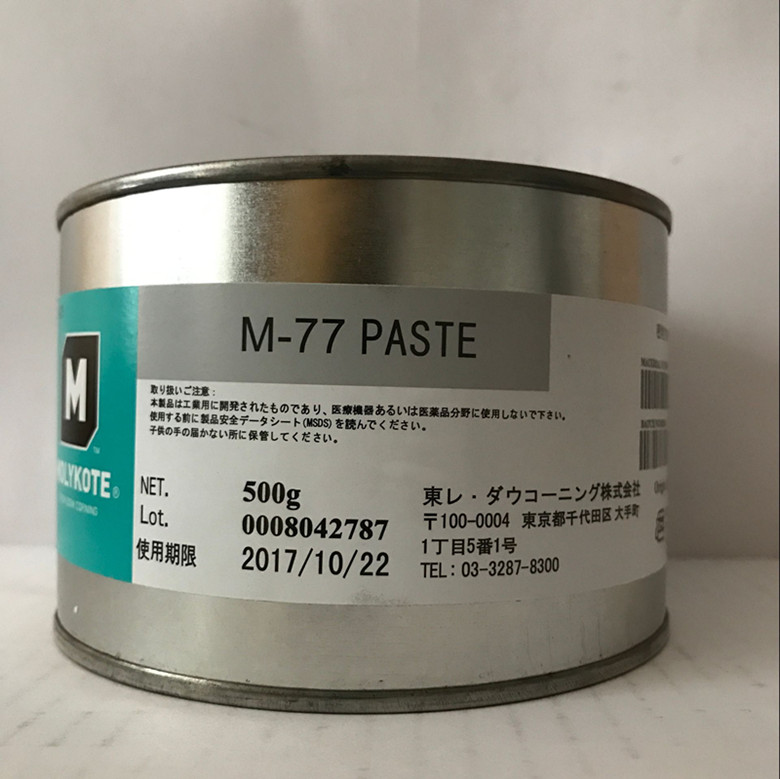 M-77 PASTE
取り扱いご注意:
本製品は工業用に開発されたものであり、医療機器あるいは医薬品分野に使用しないで下さい。
使用する前に製品安全データシート(MSDS)を読んでください。
子供の手の届かない所に保管してください。
M
TM
OLYKOTE®
NET. 500g
Lot. 0008042787
使用期限 2017/10/22
東レ・ダウコーニング株式会社
〒100-0004 東京都千代田区大手町
1丁目5番1号
TEL: 03-3287-8300